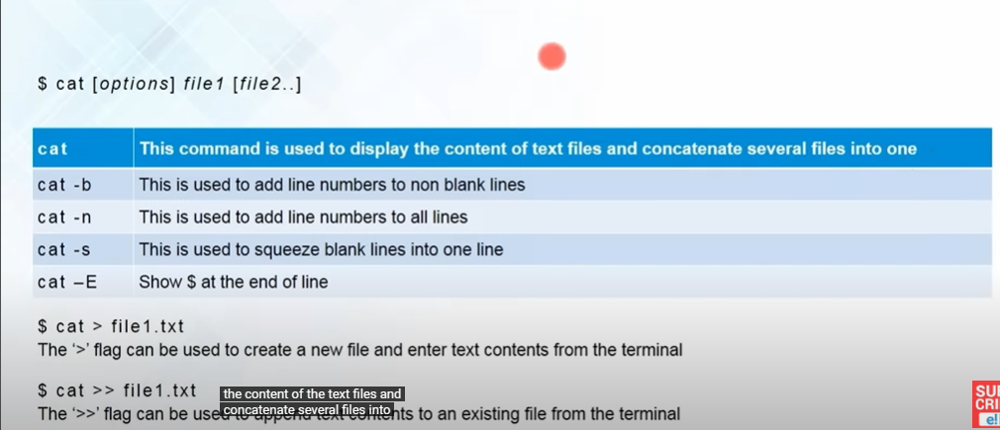 $ cat [options] file1 [file2..]
cat This command is used to display the content of text files and concatenate several files into one
cat -b This is used to add line numbers to non blank lines
cat -n This is used to add line numbers to all lines
cat -s This is used to squeeze blank lines into one line
cat –E Show $ at the end of line
$ cat > file1.txt
The ‘>’ flag can be used to create a new file and enter text contents from the terminal
$ cat >> file1.txt
the content of the text files and
concatenate several files into
The ‘>>’ flag can be used to append text contents to an existing file from the terminal
SU
CRI
e!